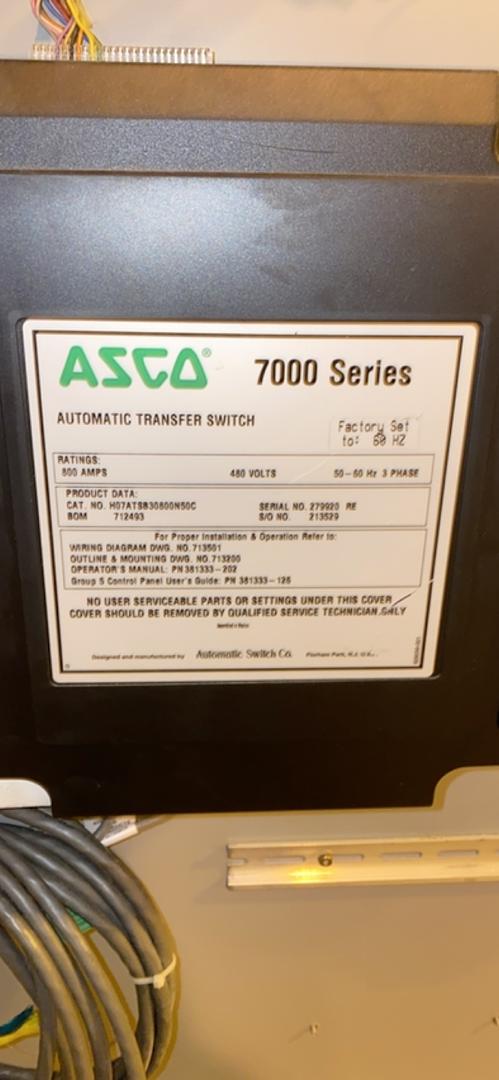 ASCO® 7000 Series
AUTOMATIC TRANSFER SWITCH
Factory Set
to: 60 HZ
RATINGS:
800 AMPS 480 VOLTS 50-60 Hz 3 PHASE
PRODUCT DATA:
CAT. NO. H07ATSB30800N50C SERIAL NO. 279920 RE
BOM 712493 S/O NO. 213529
For Proper Installation & Operation Refer to:
WIRING DIAGRAM DWG. NO. 713501
OUTLINE & MOUNTING DWG. NO. 713200
OPERATOR'S MANUAL: PN 381333-202
Group 5 Control Panel User's Guide: PN 381333-126
NO USER SERVICEABLE PARTS OR SETTINGS UNDER THIS COVER
COVER SHOULD BE REMOVED BY QUALIFIED SERVICE TECHNICIAN ONLY
Designed and manufactured by Automatic Switch Co. Florham Park, N.J. U.S.A.
6